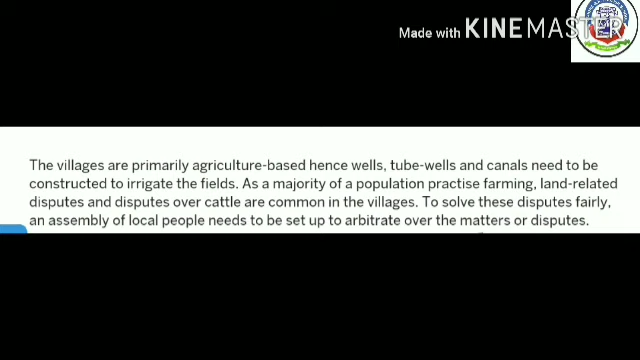 Made with KINEMASTER
The villages are primarily agriculture-based hence wells, tube-wells and canals need to be
constructed to irrigate the fields. As a majority of a population practise farming, land-related
disputes and disputes over cattle are common in the villages. To solve these disputes fairly,
an assembly of local people needs to be set up to arbitrate over the matters or disputes.